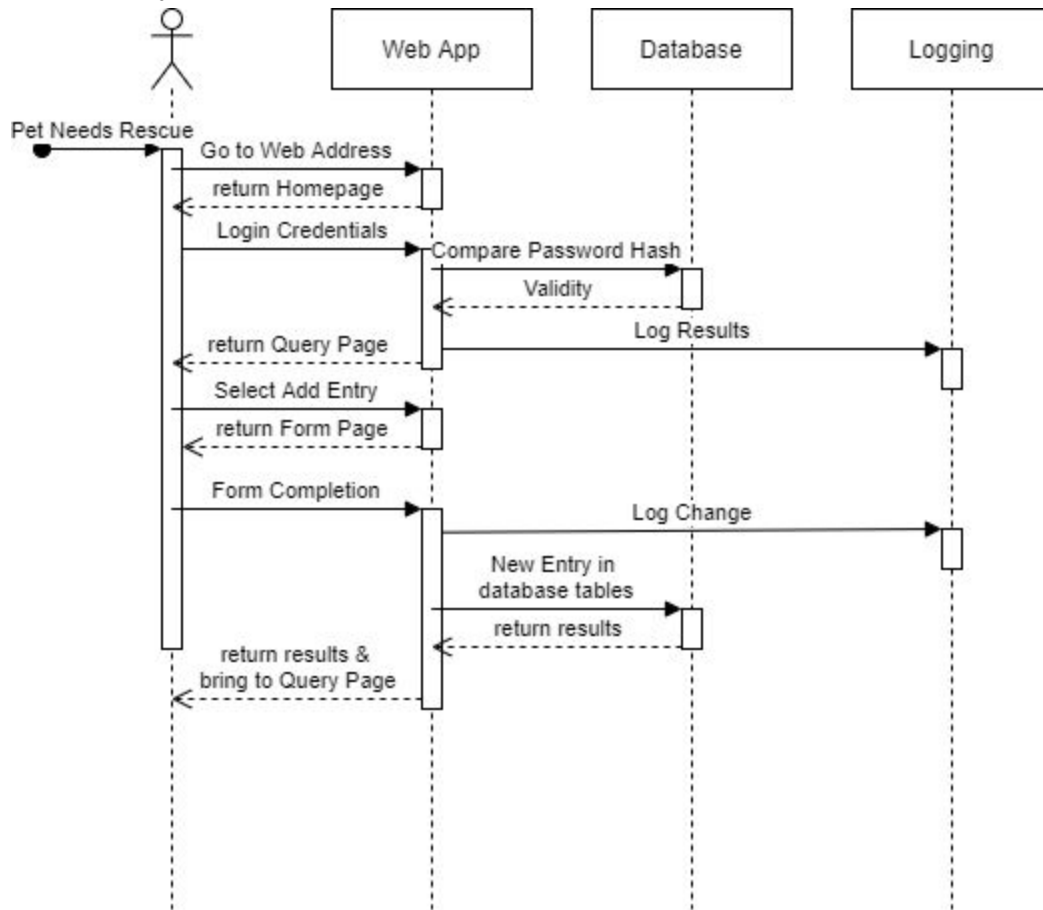 Web App
Database
Logging
Pet Needs Rescue
Go to Web Address
return Homepage
Login Credentials
Compare Password Hash
Validity
Log Results
return Query Page
Select Add Entry
return Form Page
Form Completion
Log Change
New Entry in
database tables
return results
return results &
bring to Query Page